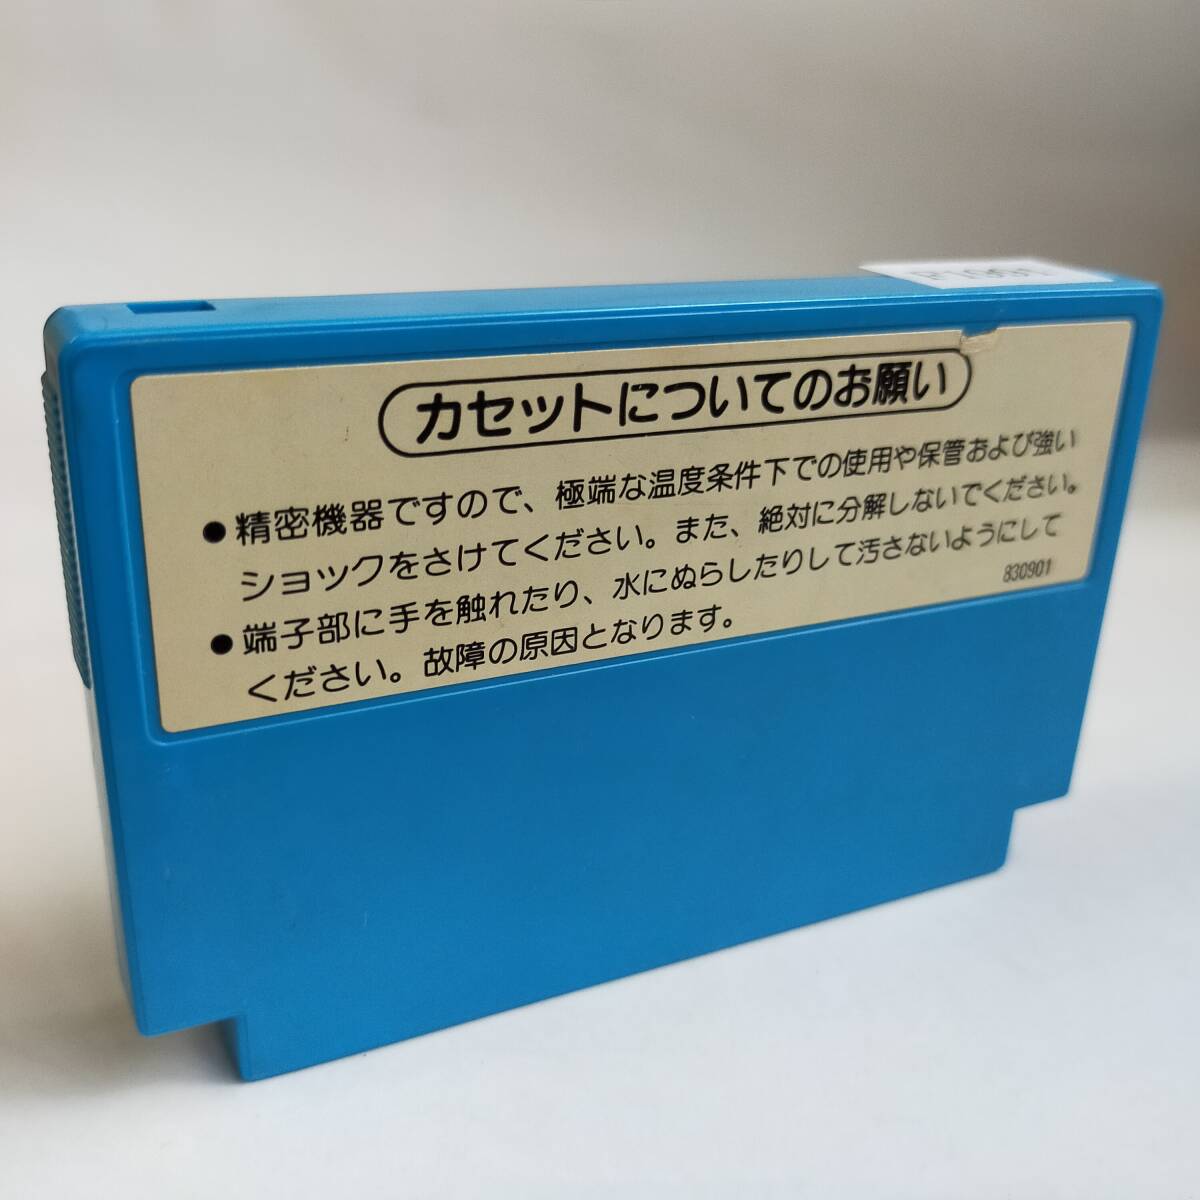 カセットについてのお願い
●精密機器ですので、極端な温度条件下での使用や保管および強い
ショックをさけてください。また、絶対に分解しないでください。
●端子部に手を触れたり、水にぬらしたりして汚さないようにして
ください。故障の原因となります。
830901